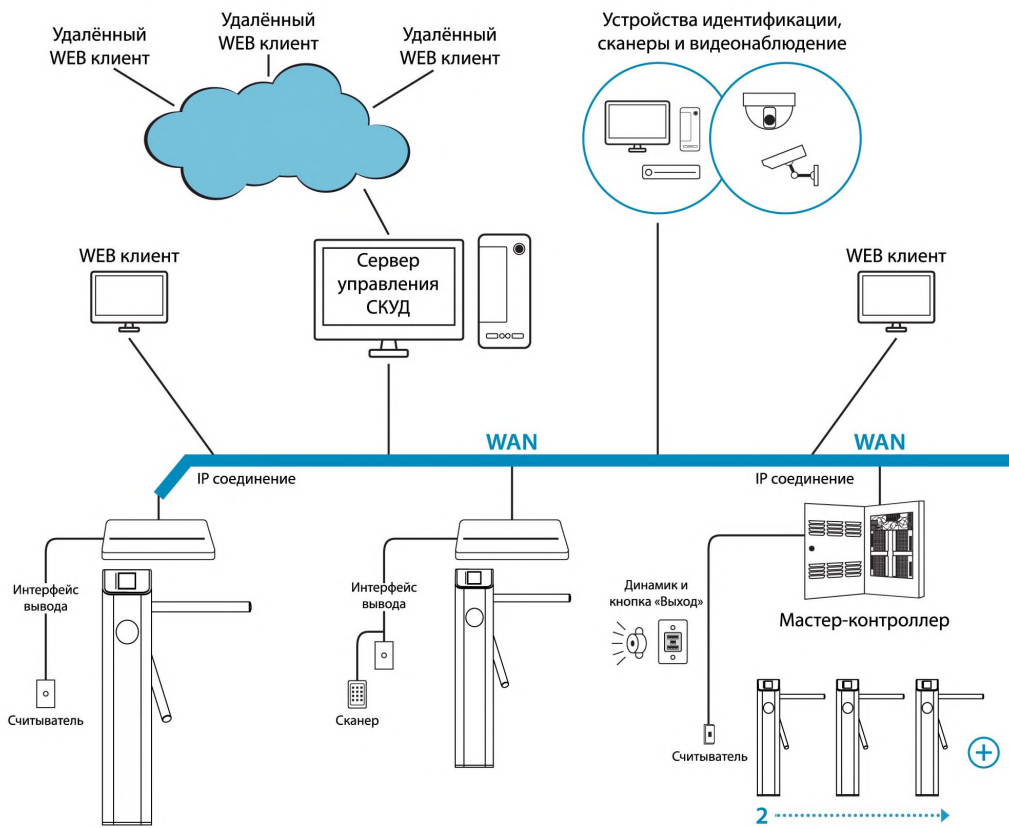 Удалённый
WEB клиент
Удалённый
WEB клиент
Удалённый
WEB клиент
Устройства идентификации,
сканеры и видеонаблюдение
WEB клиент
Сервер
управления
СКУД
WEB клиент
WAN
WAN
IP соединение
IP соединение
Интерфейс
вывода
Считыватель
Интерфейс
вывода
Сканер
Динамик и
кнопка «Выход»
Мастер-контроллер
Считыватель
2